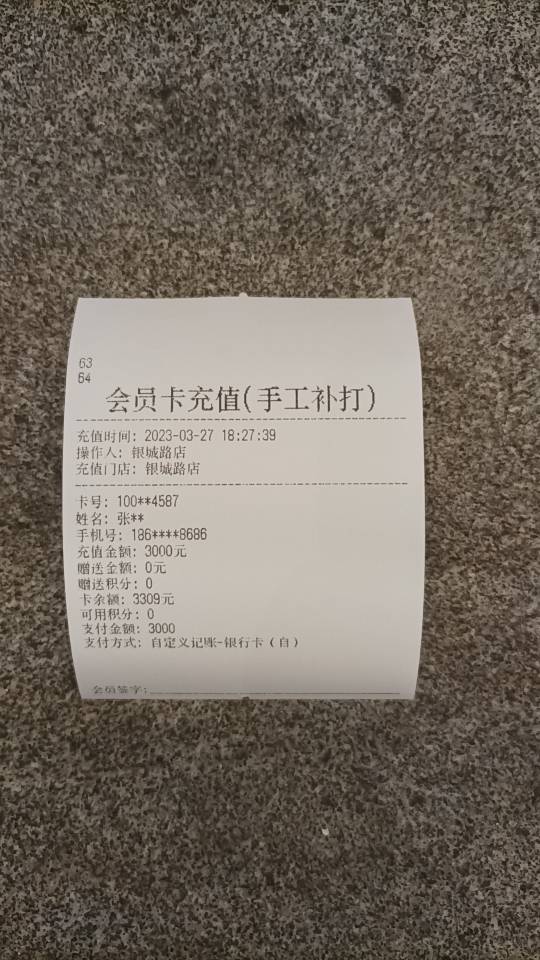 63
64
会员卡充值(手工补打)
充值时间: 2023-03-27 18:27:39
操作人: 银城路店
充值门店: 银城路店
卡号: 100**4587
姓名: 张**
手机号: 186****8686
充值金额: 3000元
赠送金额: 0元
赠送积分: 0
卡余额: 3309元
可用积分: 0
支付金额: 3000
支付方式: 自定义记账-银行卡(自)
会员签字: